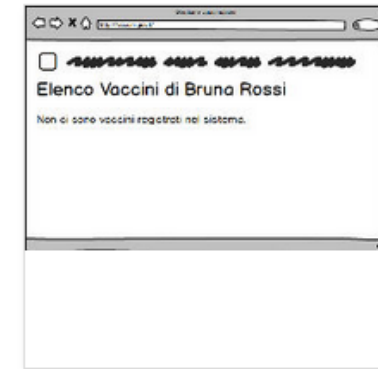 Elenco Vaccini di Bruna Rossi
Non ci sono vaccini registrati nel sistema.